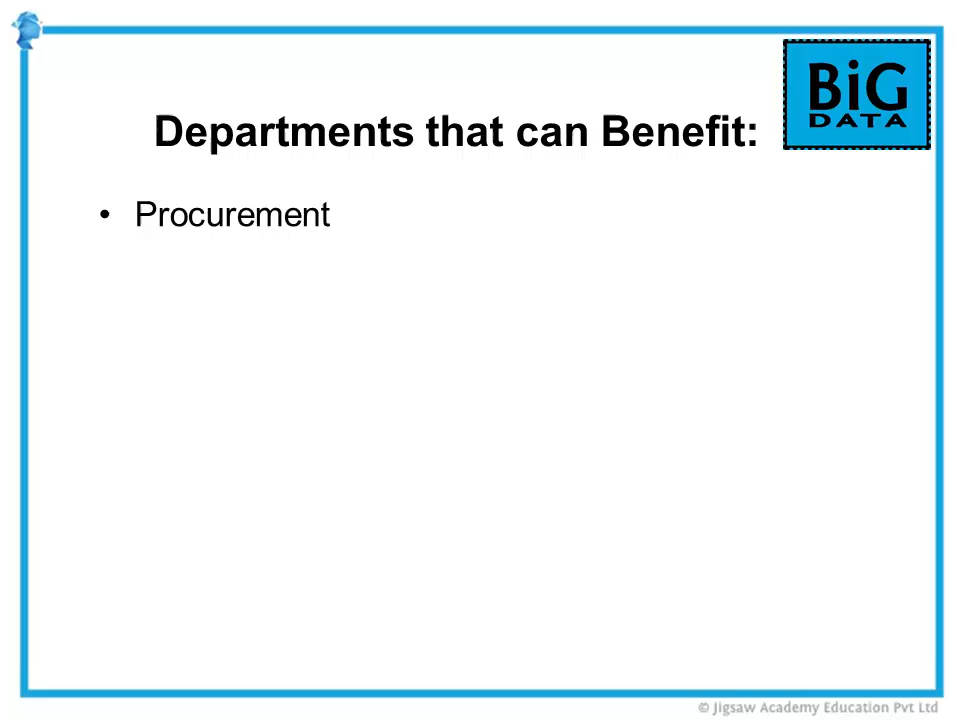 BiG
DATA
Departments that can Benefit:
• Procurement
© Jigsaw Academy Education Pvt Ltd